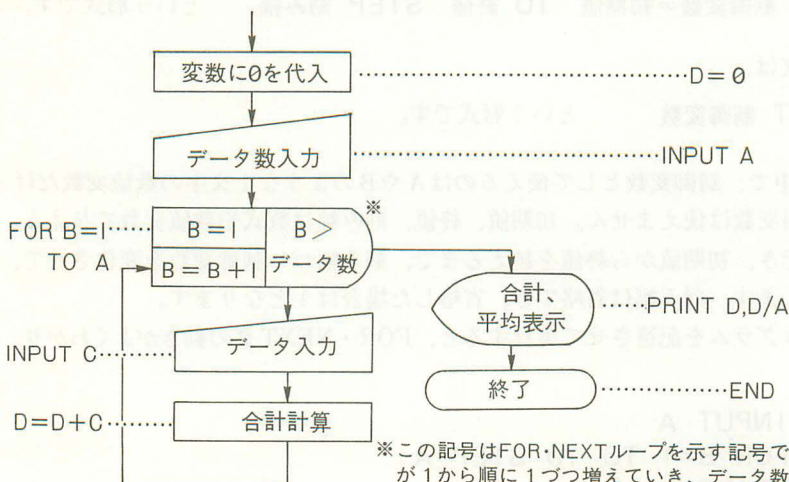 変数に0を代入
D=0
データ数入力
INPUT A
※
FOR B=1
TO A
B=1
B=B+1
B>
データ数
合計,
平均表示
PRINT D,D/A
INPUT C
データ入力
終了
END
D=D+C
合計計算
※この記号はFOR・NEXTループを示す記号で
が1から順に1づつ増えていき、データ数